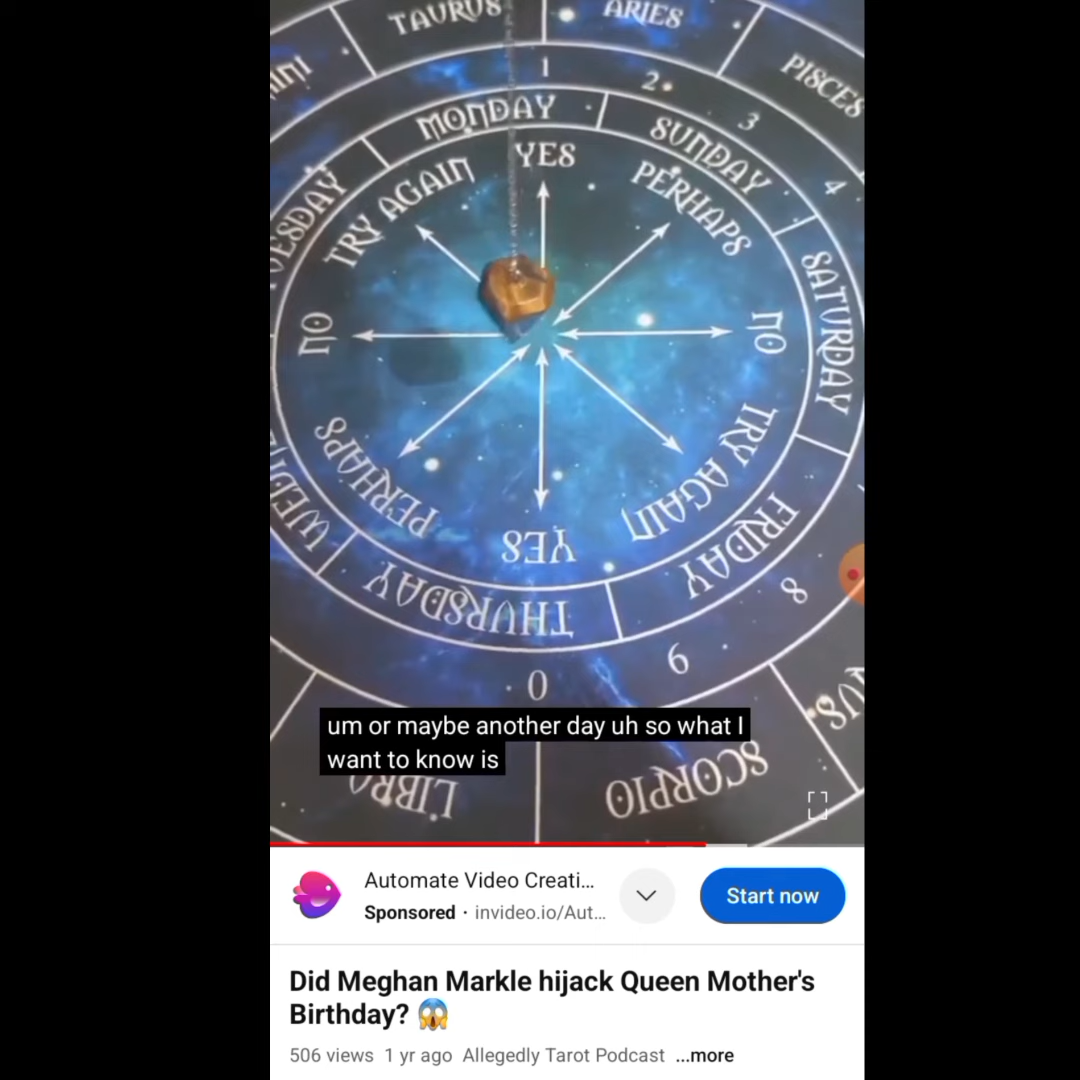 TAURUS
ARIES
PISCES
1
2
3
4
MONDAY
SUNDAY
SATURDAY
YES
PERHAPS
TRY AGAIN
NO
NO
PERHAPS
TRY AGAIN
YES
FRIDAY
THURSDAY
8
9
0
SCORPIO
um or maybe another day uh so what I
want to know is
Automate Video Creati...
Sponsored · invideo.io/Aut...
Start now
Did Meghan Markle hijack Queen Mother's
Birthday? 😱
506 views 1 yr ago Allegedly Tarot Podcast ...more